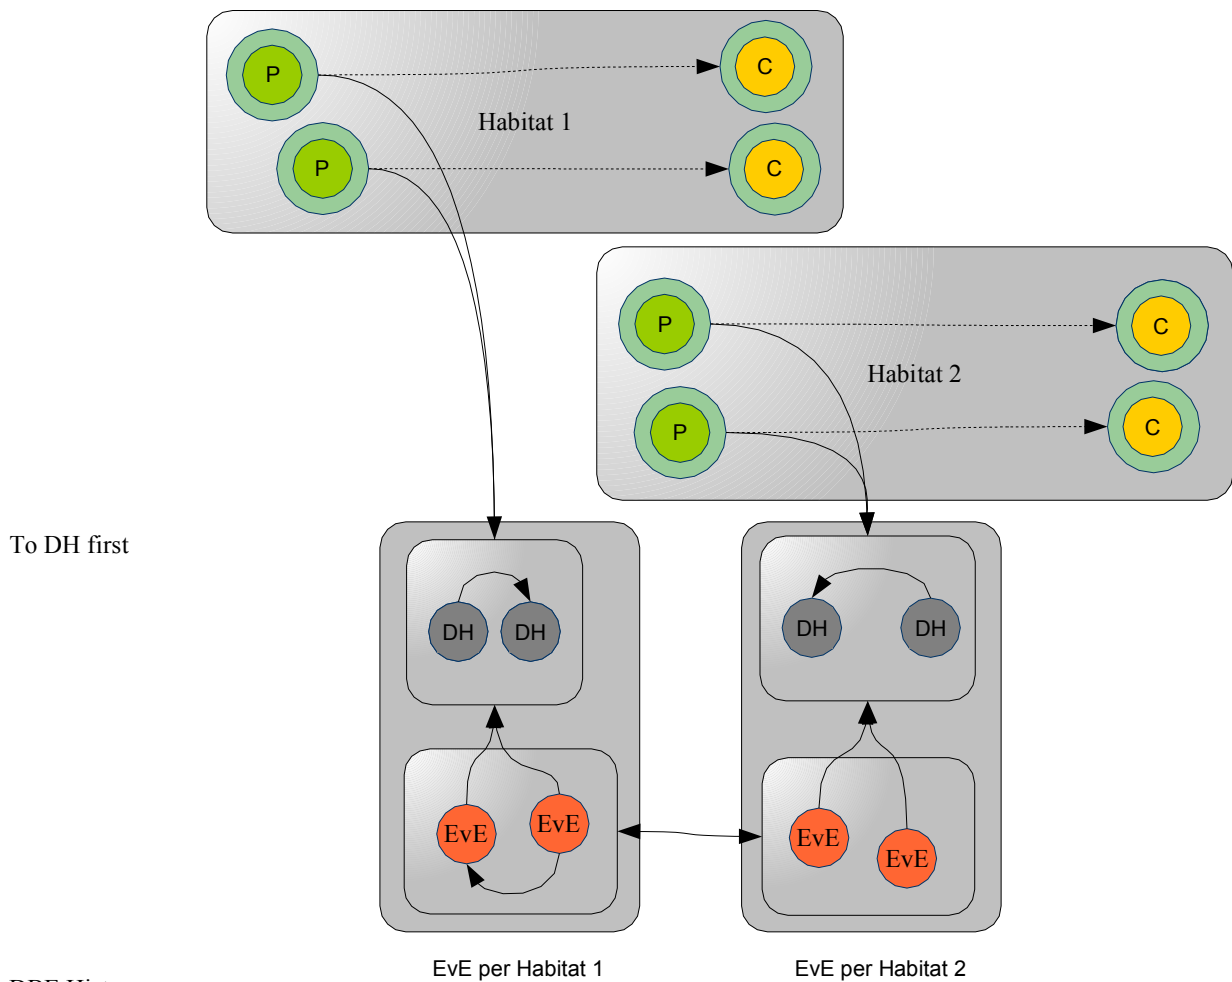 P
C
Habitat 1
P
C
P
C
Habitat 2
P
C
To DH first
DH
DH
DH
DH
EvE
EvE
EvE
EvE
EvE per Habitat 1
EvE per Habitat 2